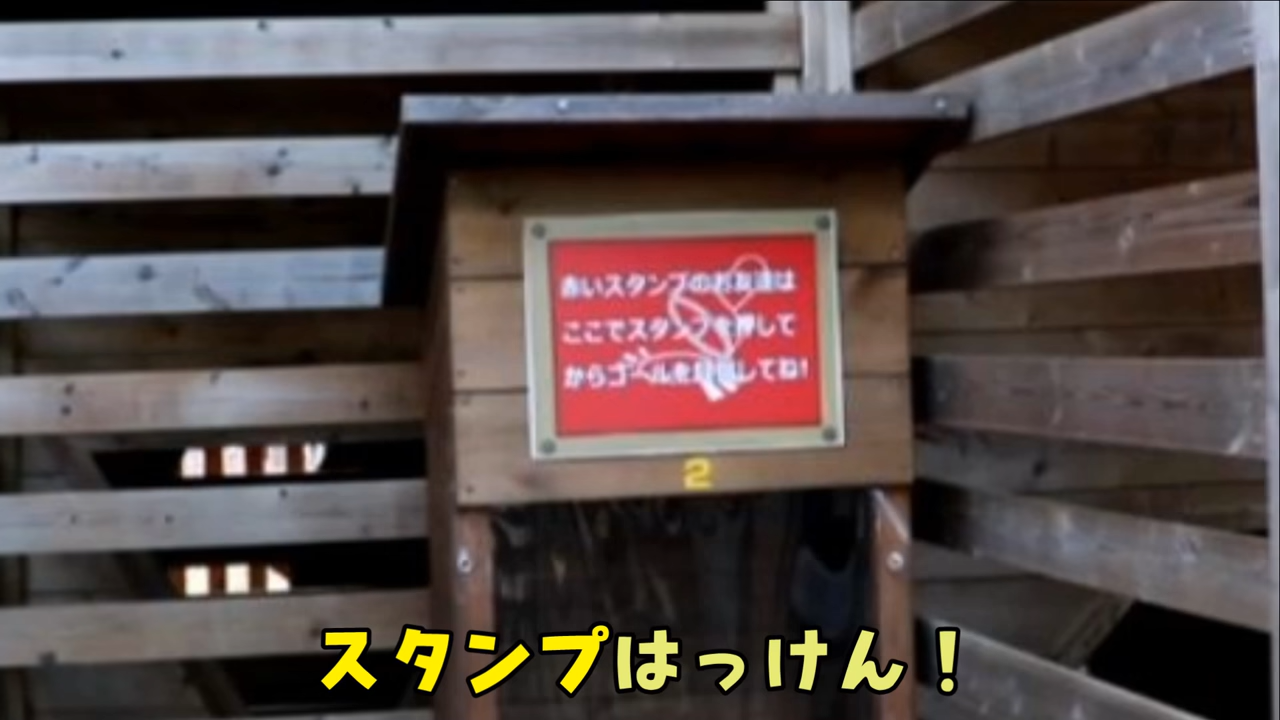 赤いスタンプのお友達は
ここでスタンプを押して
からゴールを目指してね!
2
スタンプはっけん！